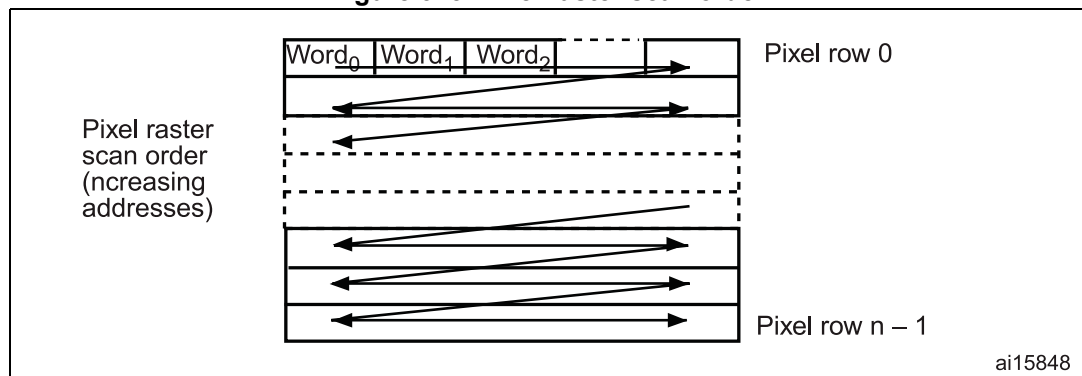 Word0 Word1 Word2
Pixel row 0
Pixel raster
scan order
(ncreasing
addresses)
Pixel row n – 1
ai15848